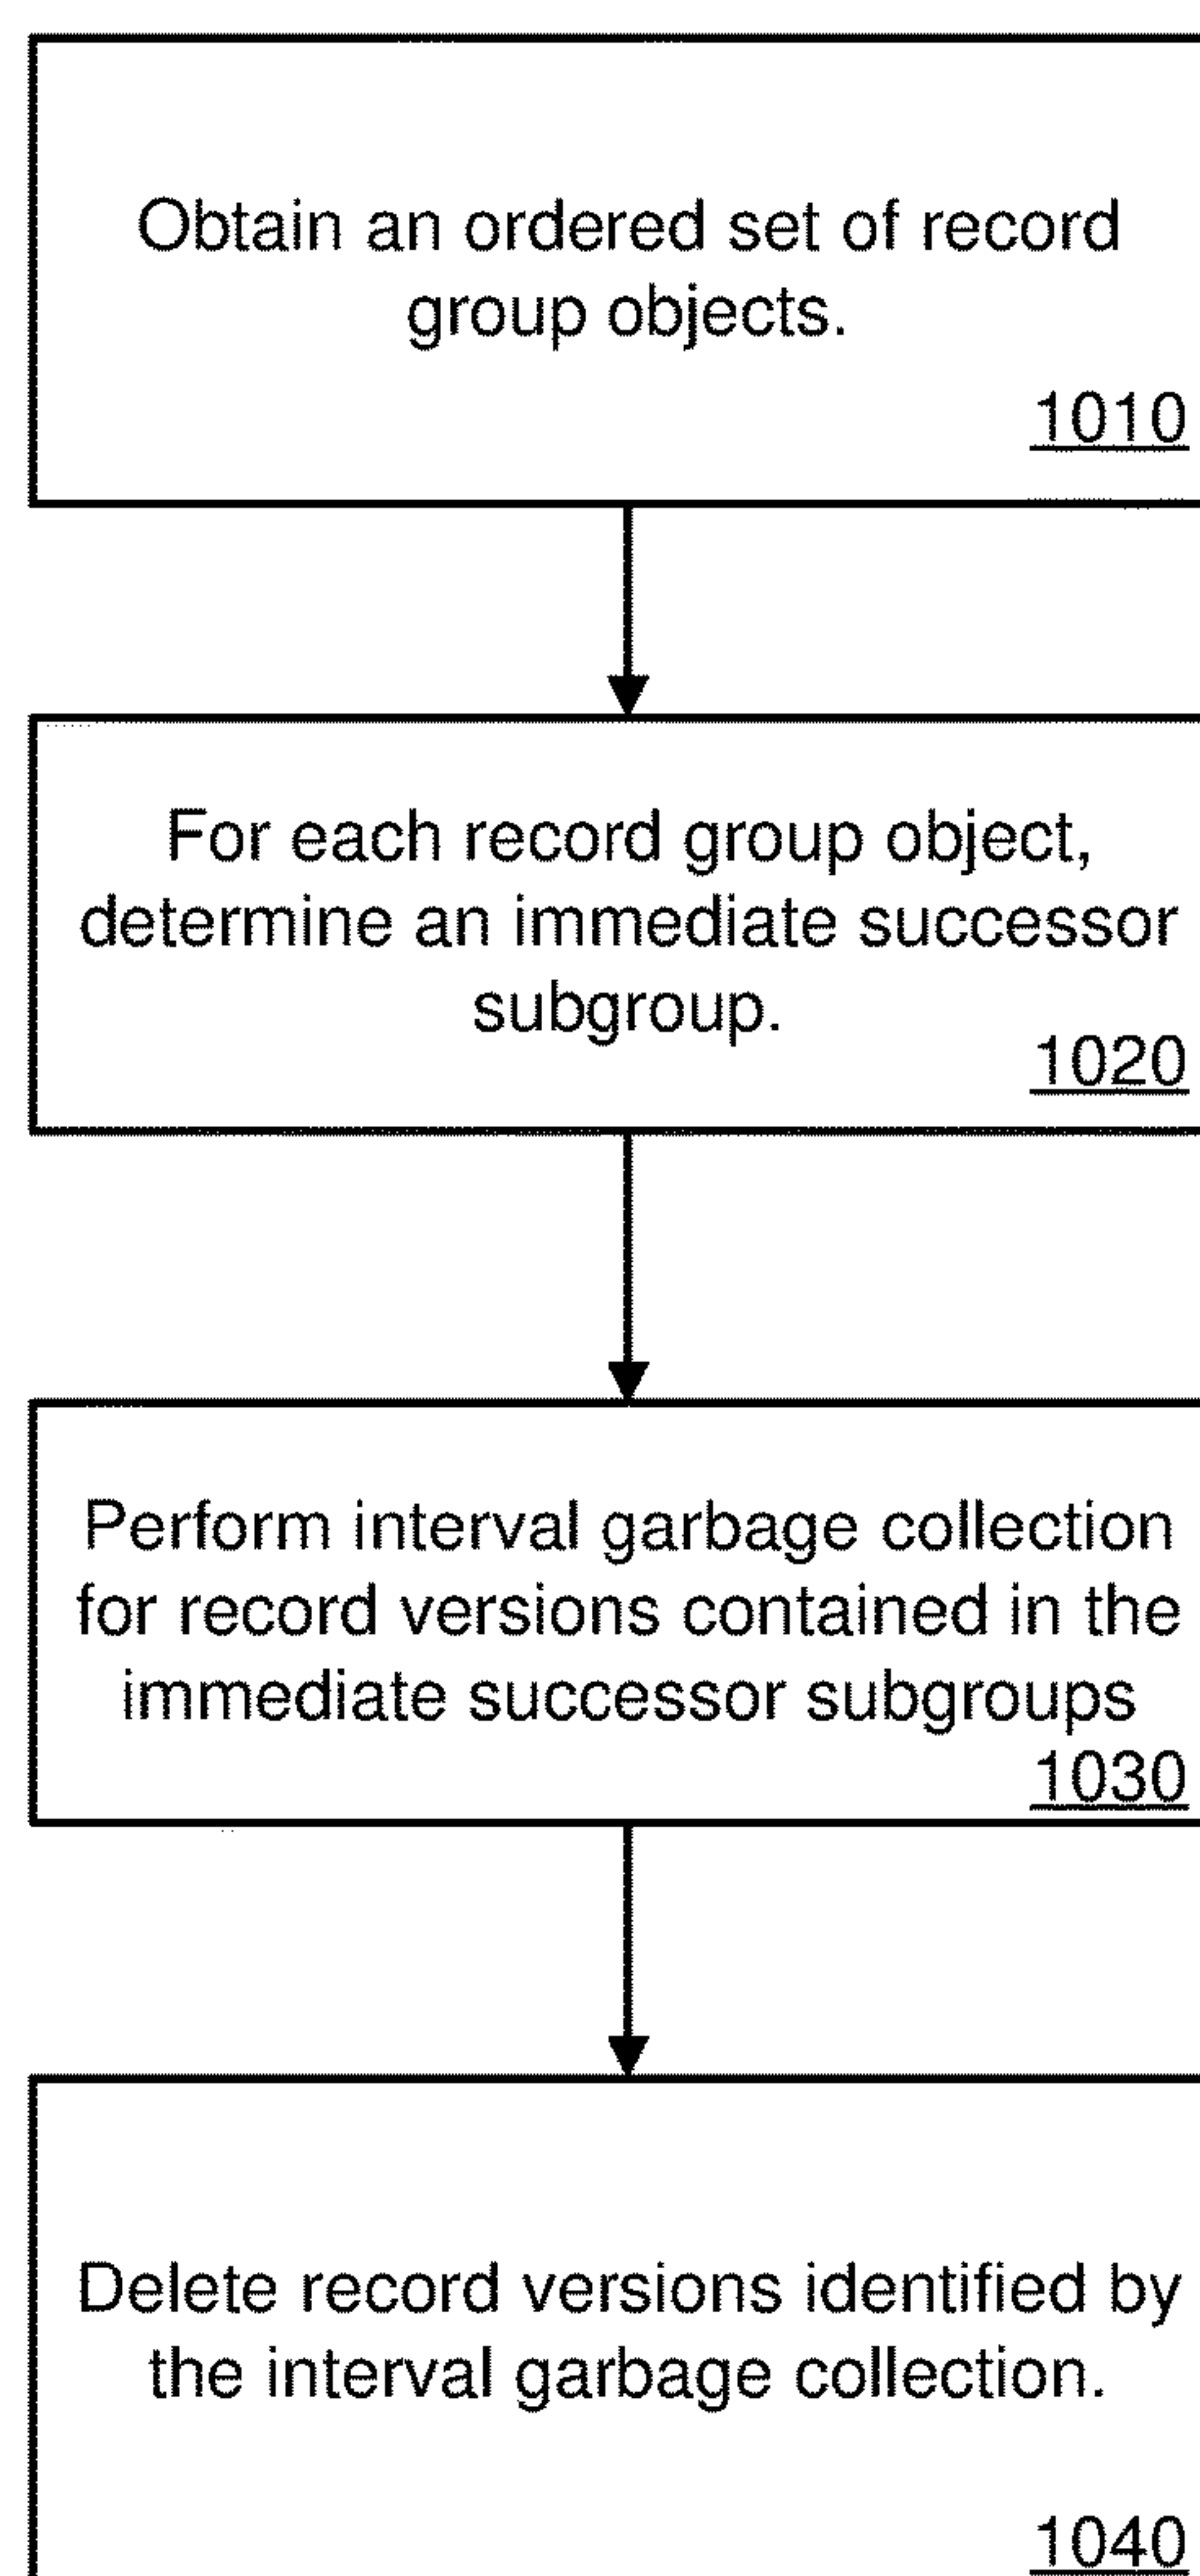 Obtain an ordered set of record
group objects.
1010
For each record group object,
determine an immediate successor
subgroup.
1020
Perform interval garbage collection
for record versions contained in the
immediate successor subgroups
1030
Delete record versions identified by
the interval garbage collection.
1040